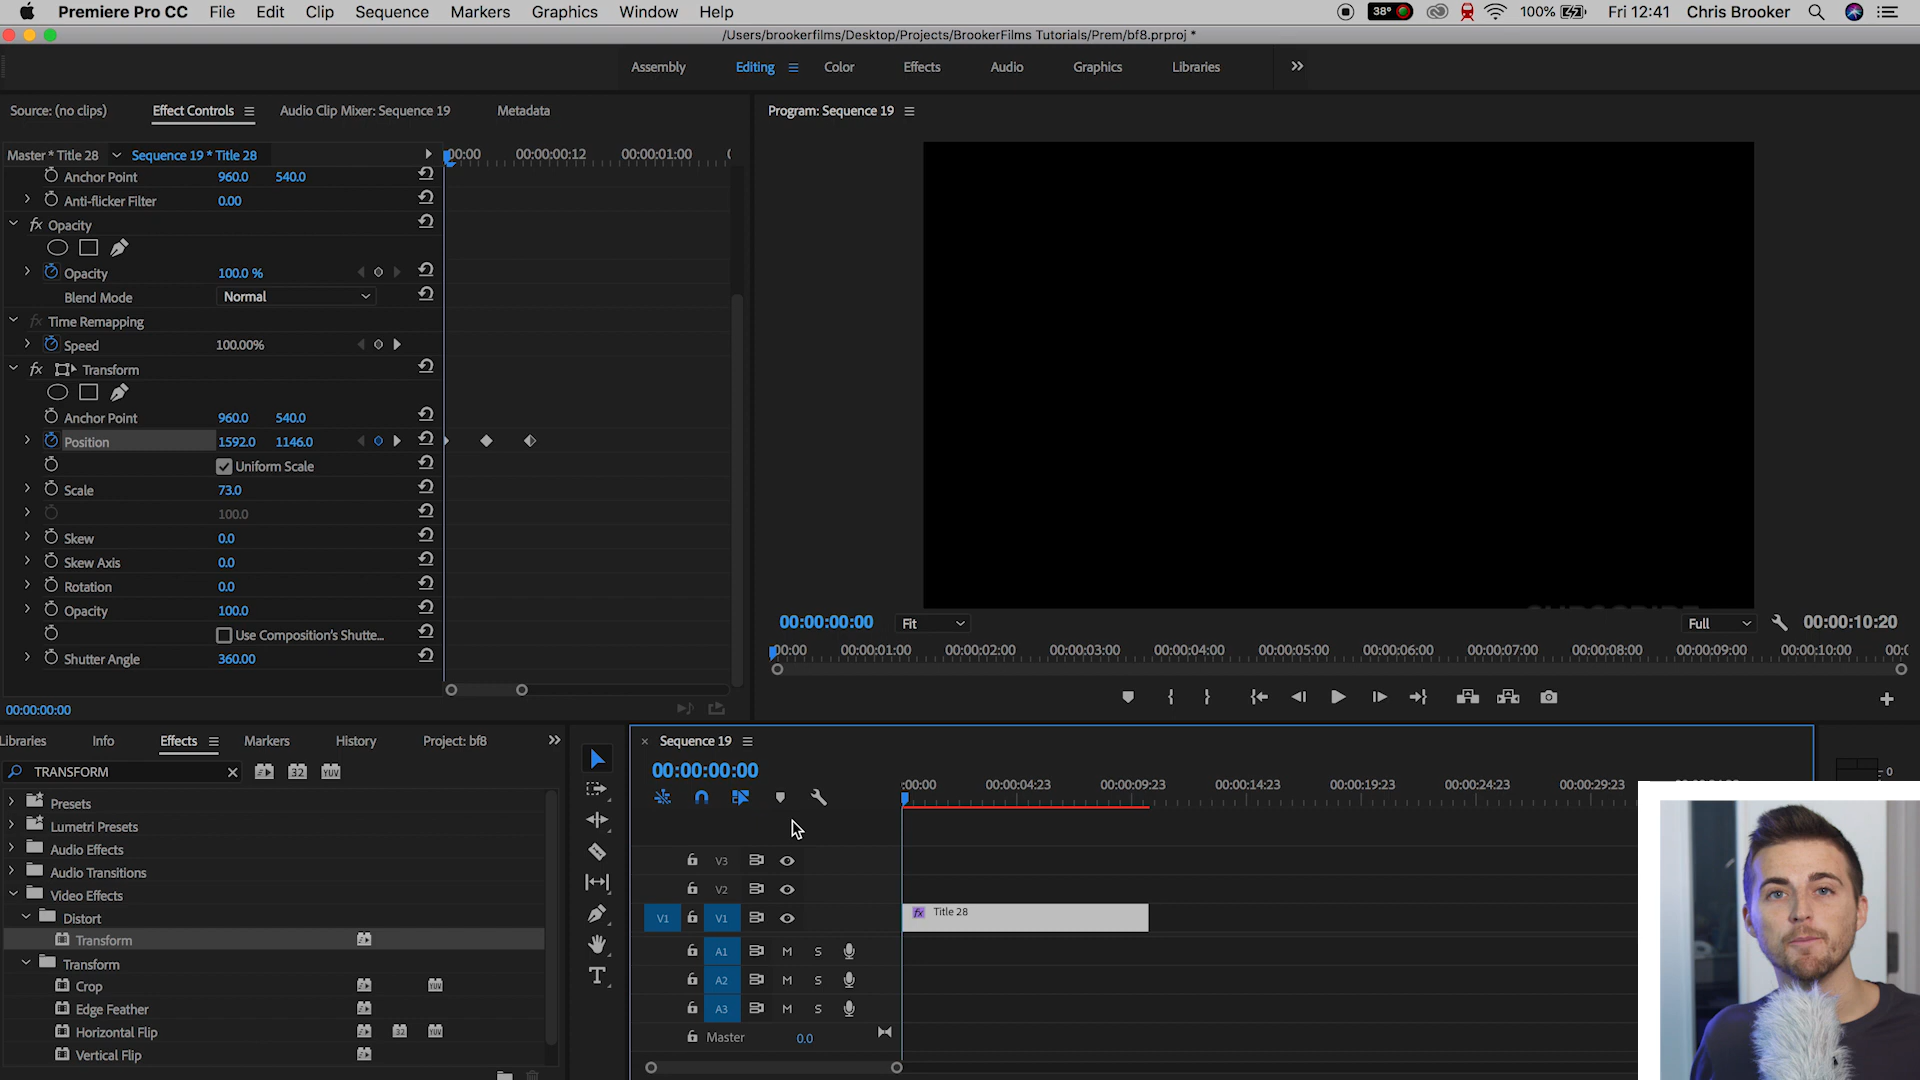 Premiere Pro CC File Edit Clip Sequence Markers Graphics Window Help 38° 100% Fri 12:41 Chris Brooker
/Users/brookerfilms/Desktop/Projects/BrookerFilms Tutorials/Prem/bf8.prproj *
Assembly Editing Color Effects Audio Graphics Libraries
Source: (no clips) Effect Controls Audio Clip Mixer: Sequence 19 Metadata
Program: Sequence 19
Master * Title 28 Sequence 19 * Title 28 :00:00 00:00:00:12 00:00:01:00
Anchor Point 960.0 540.0
Anti-flicker Filter 0.00
fx Opacity
Opacity 100.0 %
Blend Mode Normal
fx Time Remapping
Speed 100.00%
fx Transform
Anchor Point 960.0 540.0
Position 1592.0 1146.0
Uniform Scale
Scale 73.0
100.0
Skew 0.0
Skew Axis 0.0
Rotation 0.0
Opacity 100.0
Use Composition's Shutte...
Shutter Angle 360.00
00:00:00:00
00:00:00:00 Fit Full 00:00:10:20
:00:00 00:00:01:00 00:00:02:00 00:00:03:00 00:00:04:00 00:00:05:00 00:00:06:00 00:00:07:00 00:00:08:00 00:00:09:00 00:00:10:00 00:0
Libraries Info Effects Markers History Project: bf8
TRANSFORM 32 YUV
Presets
Lumetri Presets
Audio Effects
Audio Transitions
Video Effects
Distort
Transform
Transform
Crop YUV
Edge Feather
Horizontal Flip 32 YUV
Vertical Flip
Sequence 19
00:00:00:00
:00:00 00:00:04:23 00:00:09:23 00:00:14:23 00:00:19:23 00:00:24:23 00:00:29:23
V3
V2
V1 V1 fx Title 28
A1 M S
A2 M S
A3 M S
Master 0.0
0
T